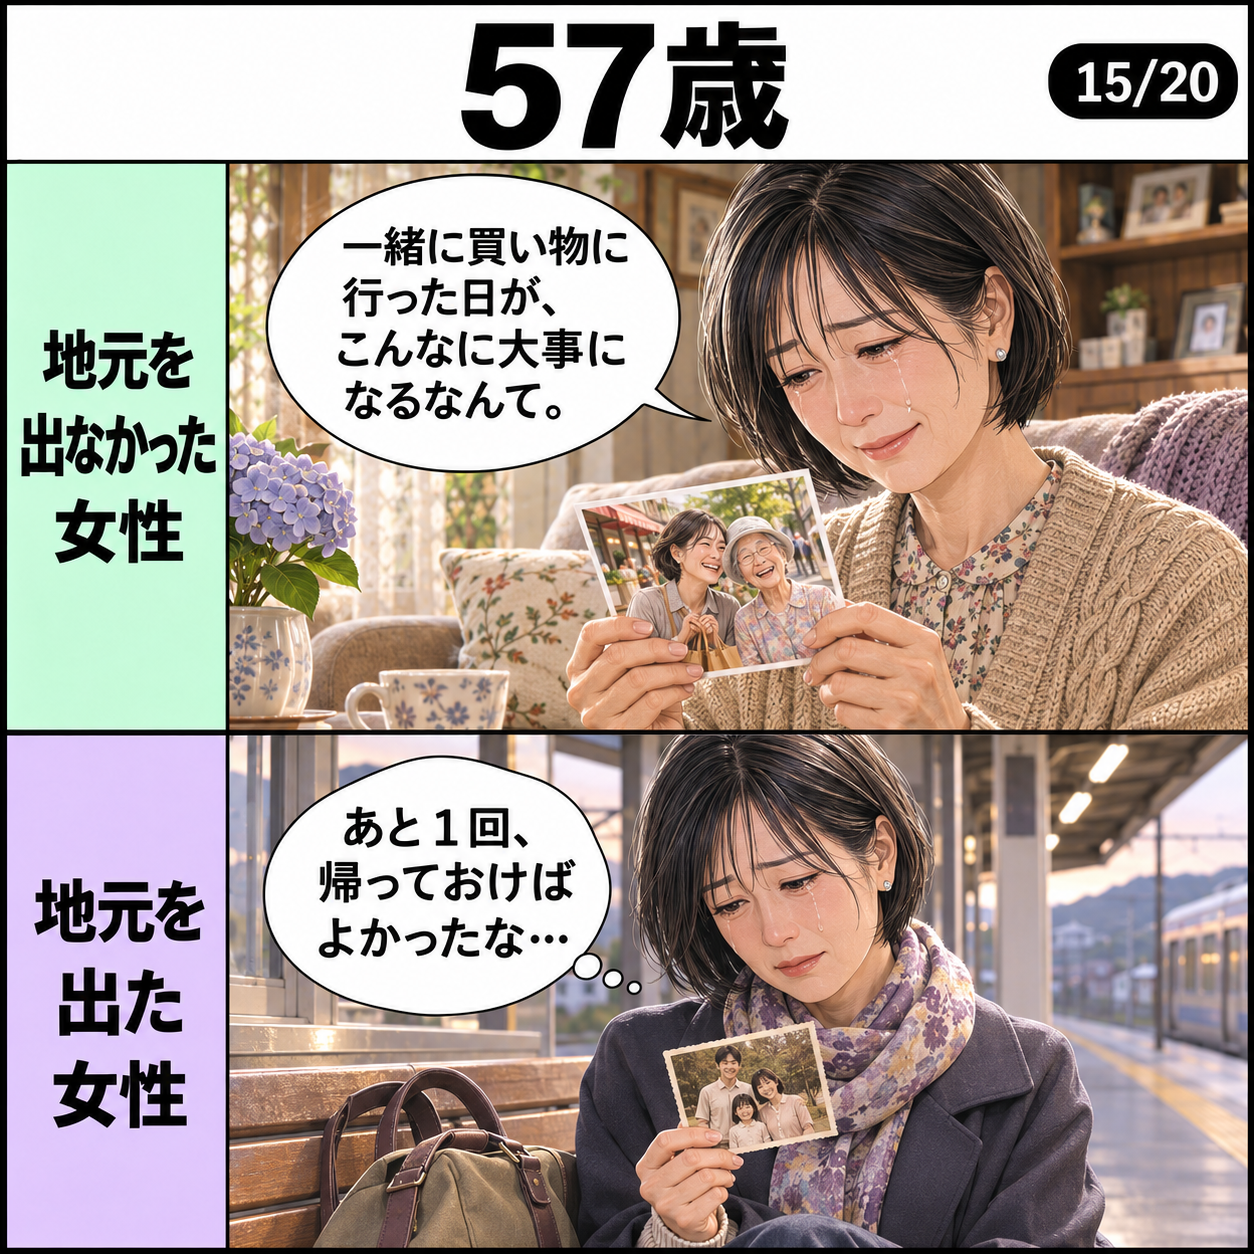 57歳
15/20
地元を
出なかった
女性
一緒に買い物に
行った日が、
こんなに大事に
なるなんて。
地元を
出た
女性
あと1回、
帰っておけば
よかったな…